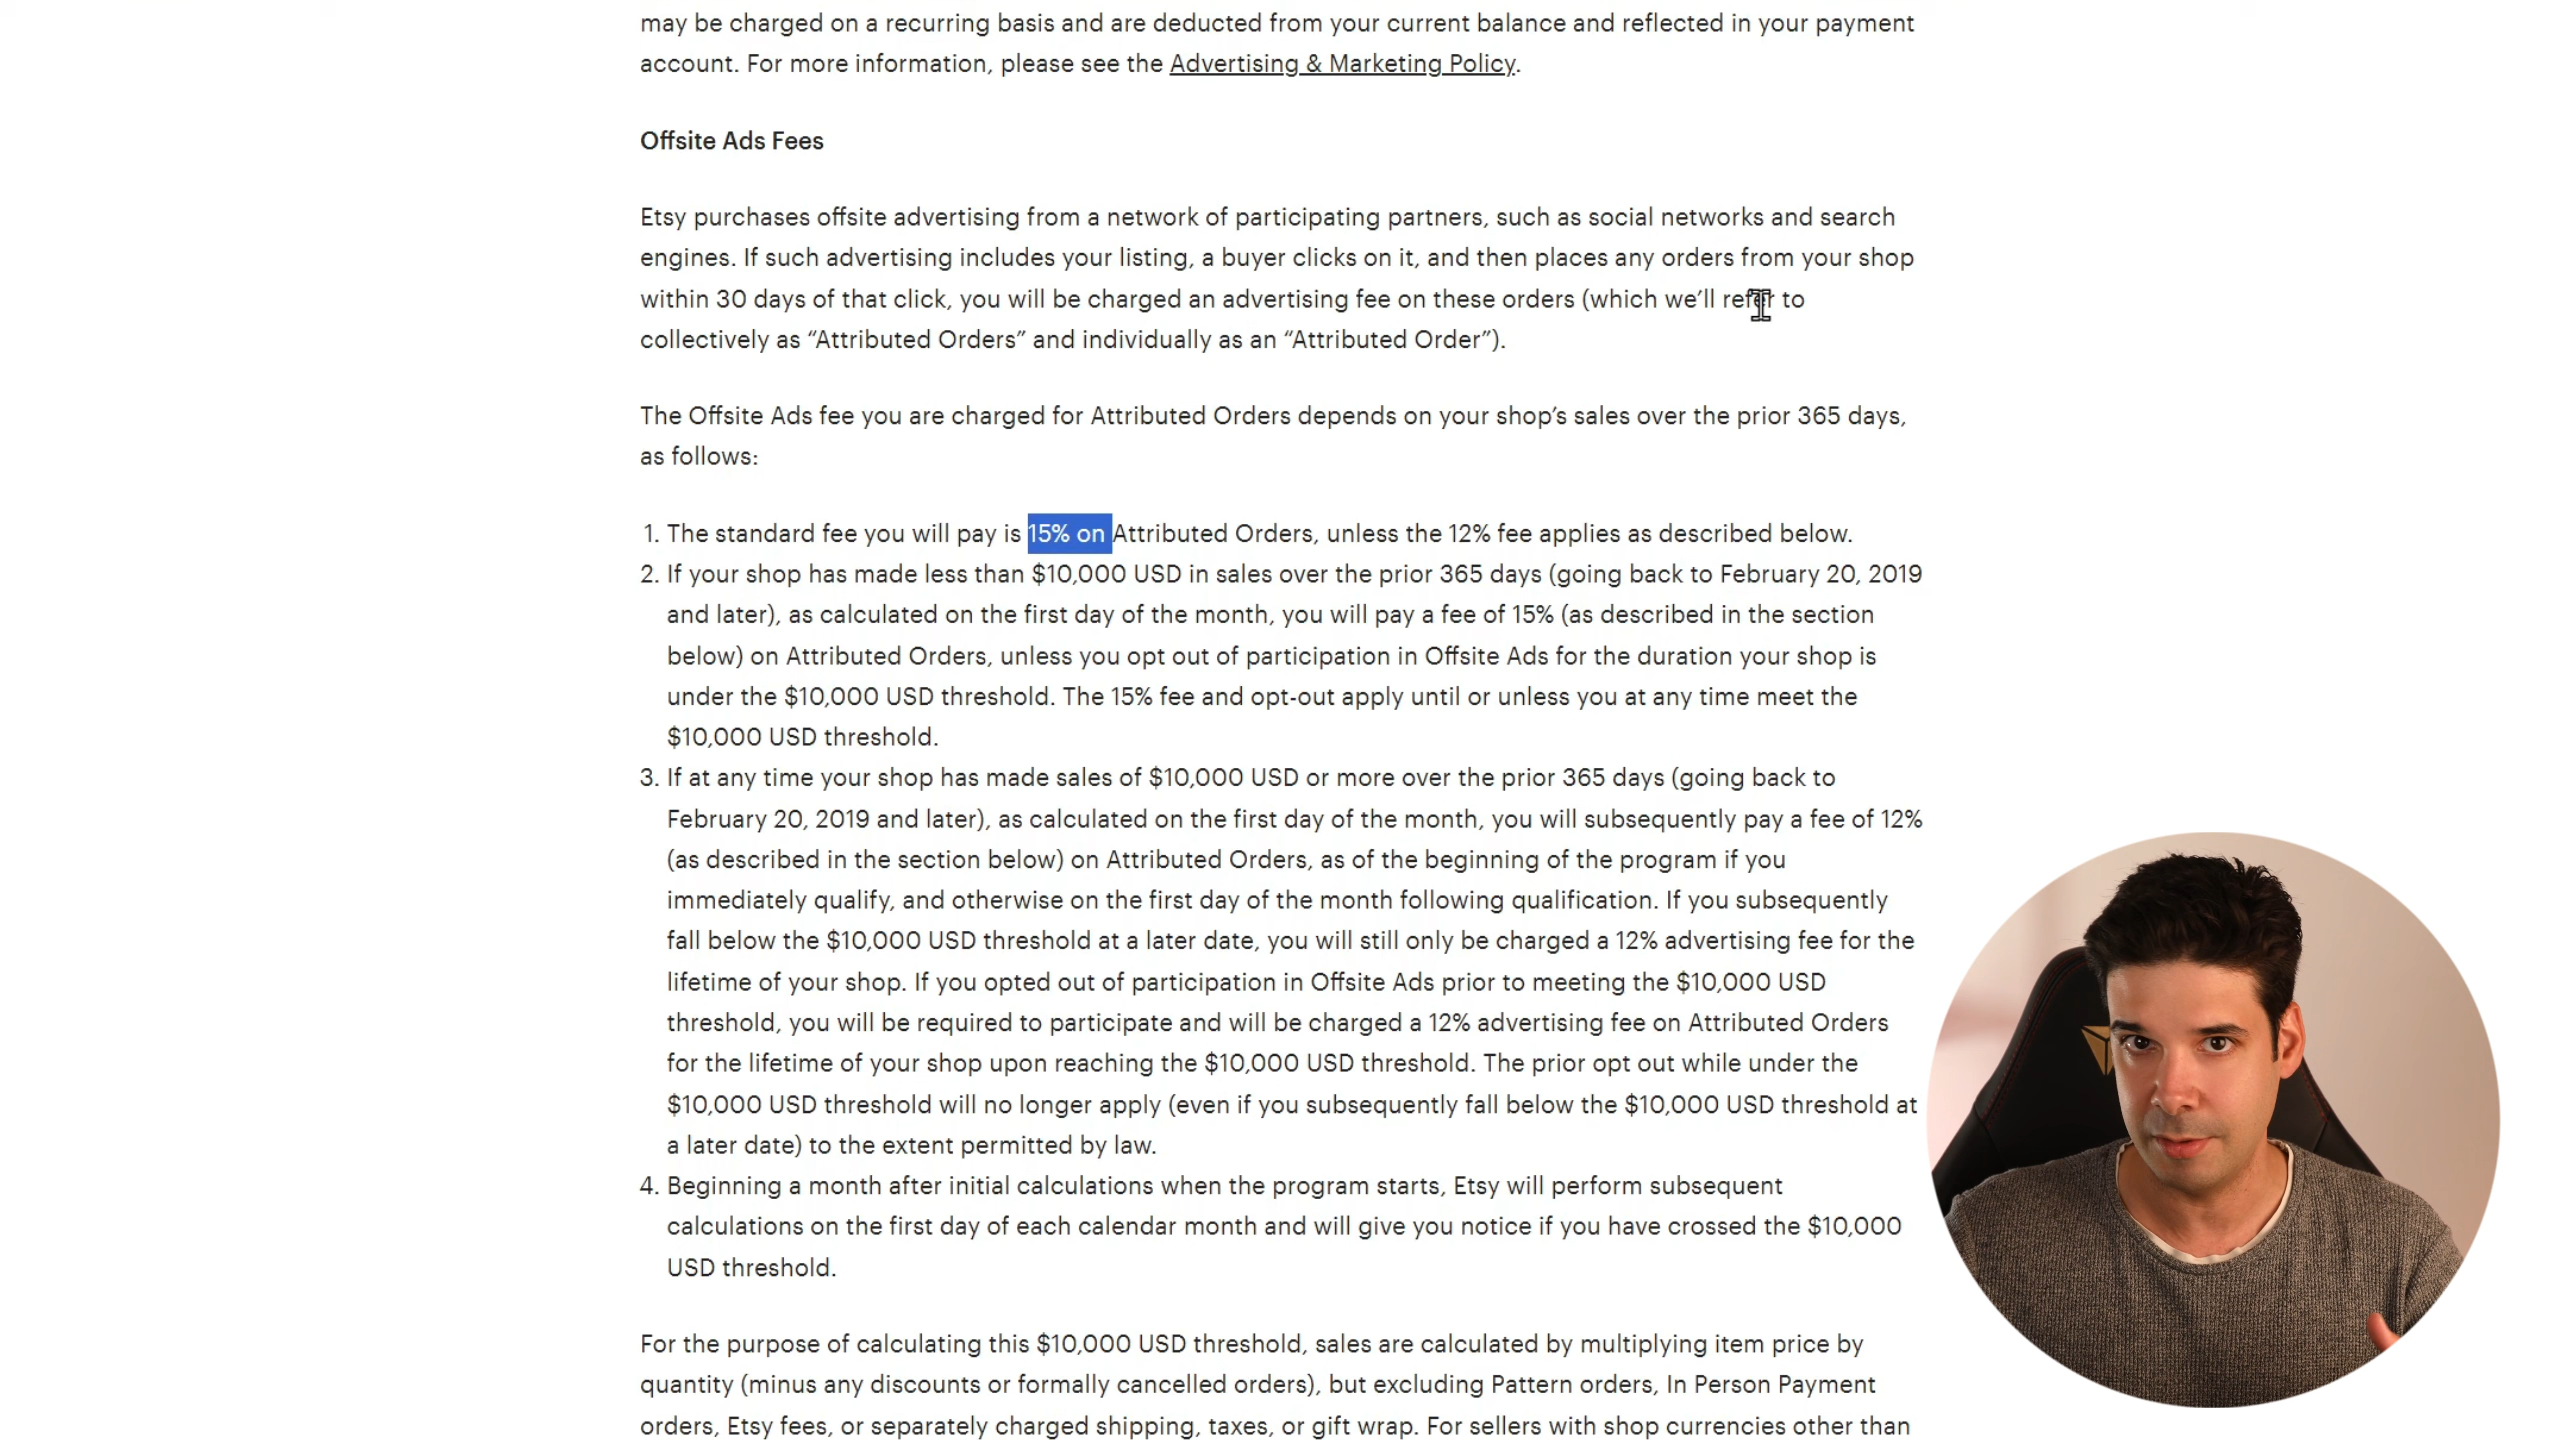 may be charged on a recurring basis and are deducted from your current balance and reflected in your payment
account. For more information, please see the Advertising & Marketing Policy.
Offsite Ads Fees
Etsy purchases offsite advertising from a network of participating partners, such as social networks and search
engines. If such advertising includes your listing, a buyer clicks on it, and then places any orders from your shop
within 30 days of that click, you will be charged an advertising fee on these orders (which we’ll refer to
collectively as “Attributed Orders” and individually as an “Attributed Order”).
The Offsite Ads fee you are charged for Attributed Orders depends on your shop’s sales over the prior 365 days,
as follows:
1. The standard fee you will pay is 15% on Attributed Orders, unless the 12% fee applies as described below.
2. If your shop has made less than $10,000 USD in sales over the prior 365 days (going back to February 20, 2019
and later), as calculated on the first day of the month, you will pay a fee of 15% (as described in the section
below) on Attributed Orders, unless you opt out of participation in Offsite Ads for the duration your shop is
under the $10,000 USD threshold. The 15% fee and opt-out apply until or unless you at any time meet the
$10,000 USD threshold.
3. If at any time your shop has made sales of $10,000 USD or more over the prior 365 days (going back to
February 20, 2019 and later), as calculated on the first day of the month, you will subsequently pay a fee of 12%
(as described in the section below) on Attributed Orders, as of the beginning of the program if you
immediately qualify, and otherwise on the first day of the month following qualification. If you subsequently
fall below the $10,000 USD threshold at a later date, you will still only be charged a 12% advertising fee for the
lifetime of your shop. If you opted out of participation in Offsite Ads prior to meeting the $10,000 USD
threshold, you will be required to participate and will be charged a 12% advertising fee on Attributed Orders
for the lifetime of your shop upon reaching the $10,000 USD threshold. The prior opt out while under the
$10,000 USD threshold will no longer apply (even if you subsequently fall below the $10,000 USD threshold at
a later date) to the extent permitted by law.
4. Beginning a month after initial calculations when the program starts, Etsy will perform subsequent
calculations on the first day of each calendar month and will give you notice if you have crossed the $10,000
USD threshold.
For the purpose of calculating this $10,000 USD threshold, sales are calculated by multiplying item price by
quantity (minus any discounts or formally cancelled orders), but excluding Pattern orders, In Person Payment
orders, Etsy fees, or separately charged shipping, taxes, or gift wrap. For sellers with shop currencies other than